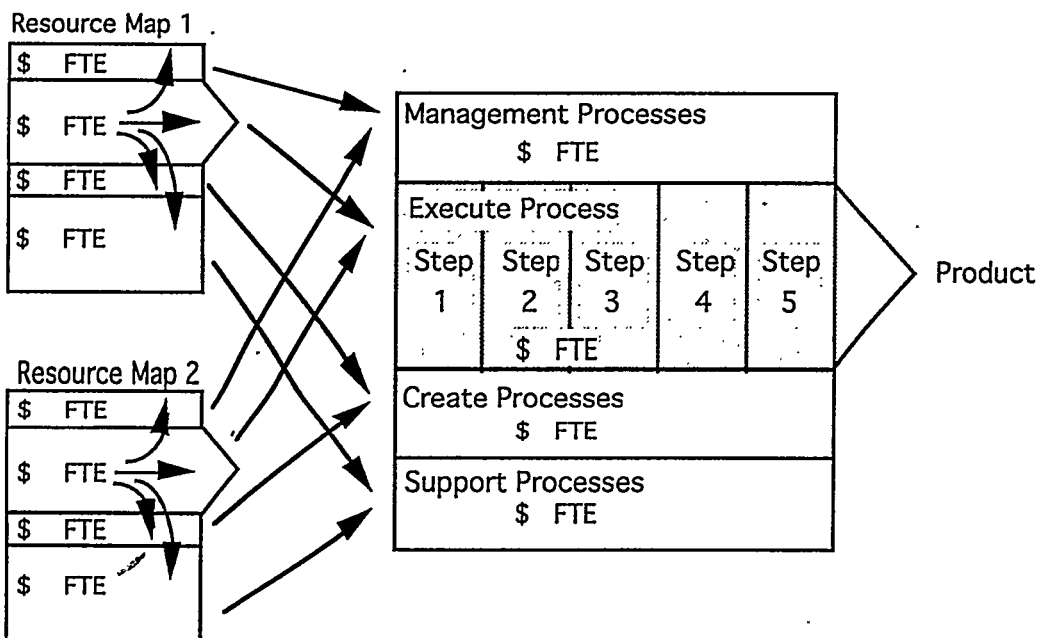 Resource Map 1
$ FTE
$ FTE
$ FTE
$ FTE
Resource Map 2
$ FTE
$ FTE
$ FTE
$ FTE
Management Processes
$ FTE
Execute Process
Step 1
Step 2
Step 3
Step 4
Step 5
$ FTE
Create Processes
$ FTE
Support Processes
$ FTE
Product